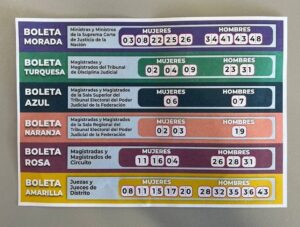 BOLETA
MORADA
Ministras y Ministros
de la Suprema Corte
de Justicia de la
Nación
MUJERES
03 08 22 25 26
HOMBRES
34 41 43 48
BOLETA
TURQUESA
Magistradas y
Magistrados del Tribunal
de Disciplina Judicial
MUJERES
02 04 09
HOMBRES
23 31
BOLETA
AZUL
Magistradas y Magistrados
de la Sala Superior del
Tribunal Electoral del Poder
Judicial de la Federación
MUJERES
06
HOMBRES
07
BOLETA
NARANJA
Magistradas y Magistrados
de la Sala Regional del
Tribunal Electoral del Poder
Judicial de la Federación
MUJERES
02 03
HOMBRES
19
BOLETA
ROSA
Magistradas y
Magistrados de
Circuito
MUJERES
11 16 04
HOMBRES
26 28 31
BOLETA
AMARILLA
Juezas y
Jueces de
Distrito
MUJERES
08 11 15 17 20
HOMBRES
28 32 35 36 43